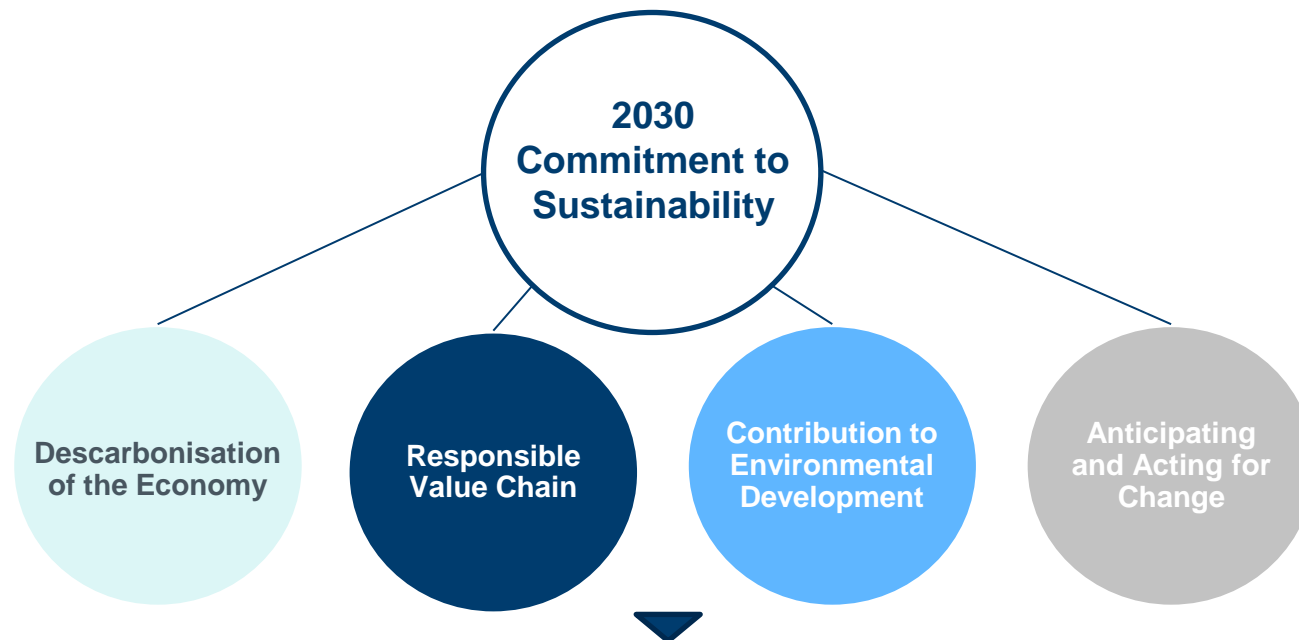 2030
Commitment to
Sustainability
Descarbonisation
of the Economy
Responsible
Value Chain
Contribution to
Environmental
Development
Anticipating
and Acting for
Change